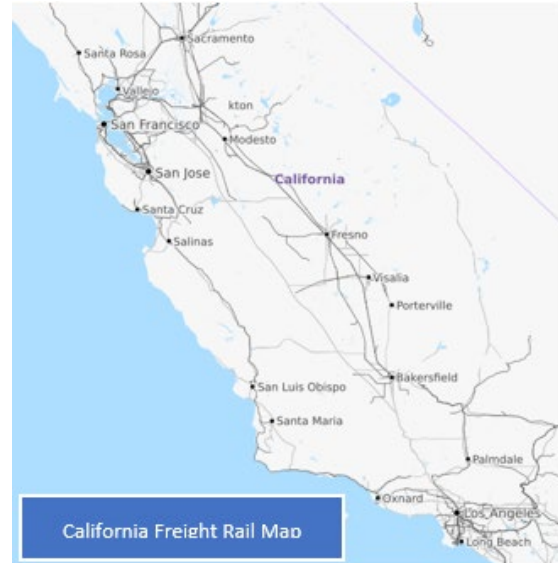 Sacramento
Santa Rosa
Vallejo
kton
San Francisco
Modesto
San Jose
California
Santa Cruz
Salinas
Fresno
Visalia
Porterville
Bakersfield
San Luis Obispo
Santa Maria
Palmdale
Oxnard
Los Angeles
Long Beach
California Freight Rail Map